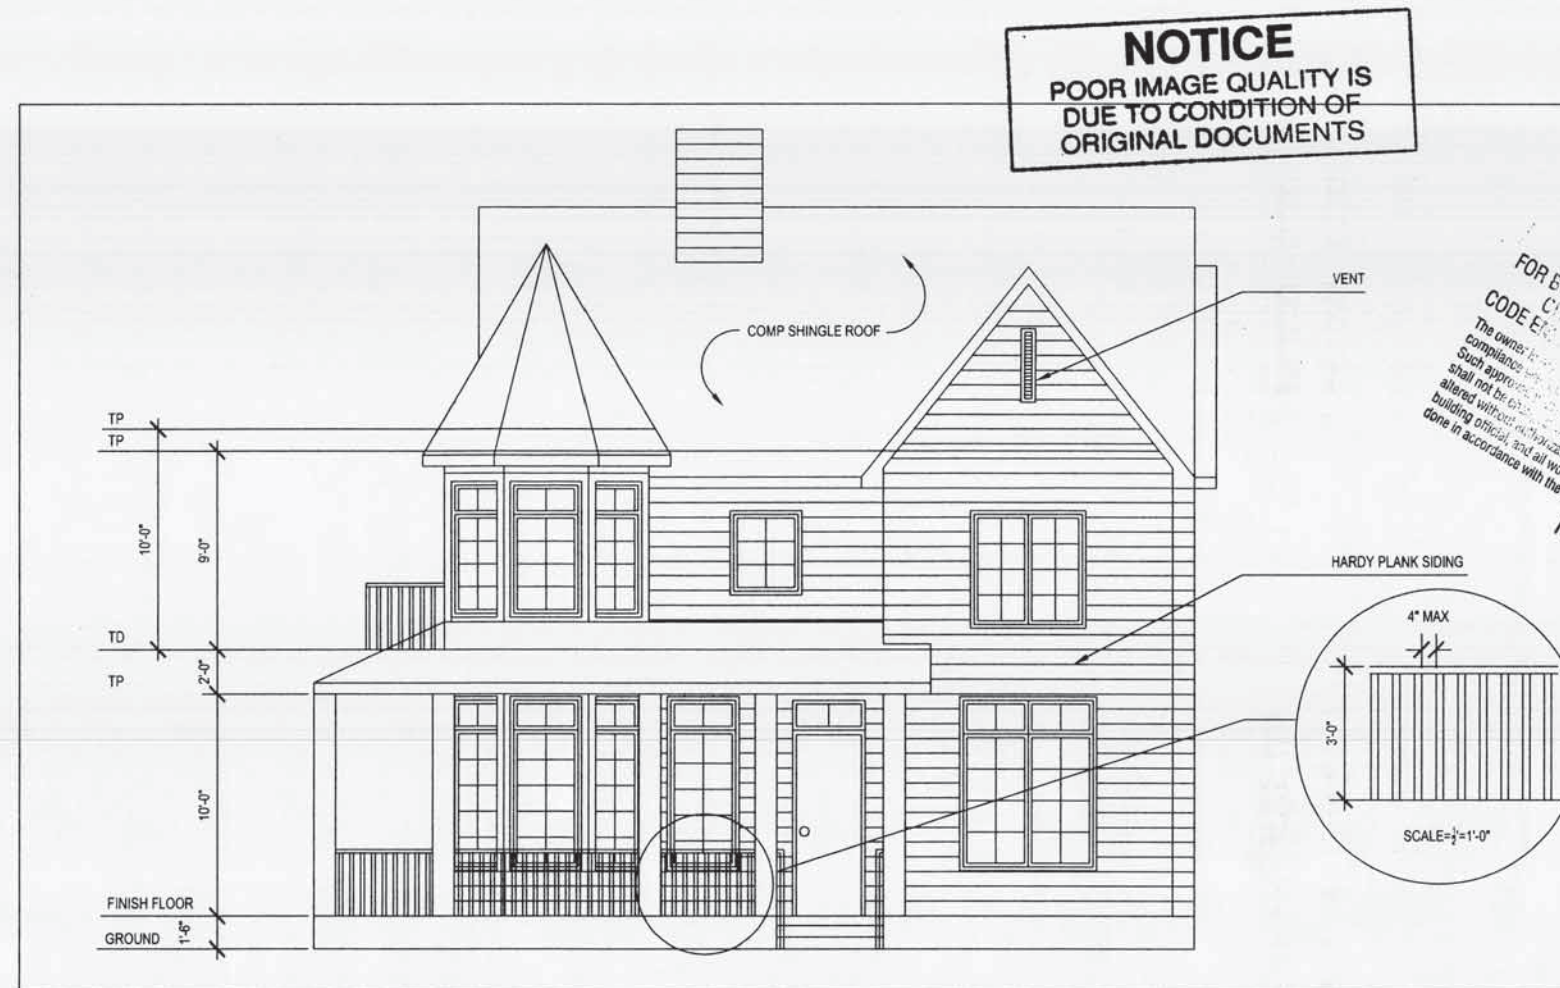 NOTICE
POOR IMAGE QUALITY IS
DUE TO CONDITION OF
ORIGINAL DOCUMENTS
VENT
COMP SHINGLE ROOF
FOR
CODE
The owner
compliance
Such
shall not be
altered without
building official, and all
done in accordance with the
TP
TP
10'-0"
9'-0"
HARDY PLANK SIDING
4" MAX
TD
2'-0"
TP
3'-0"
10'-0"
SCALE=½"=1'-0"
FINISH FLOOR
GROUND
1'-6"